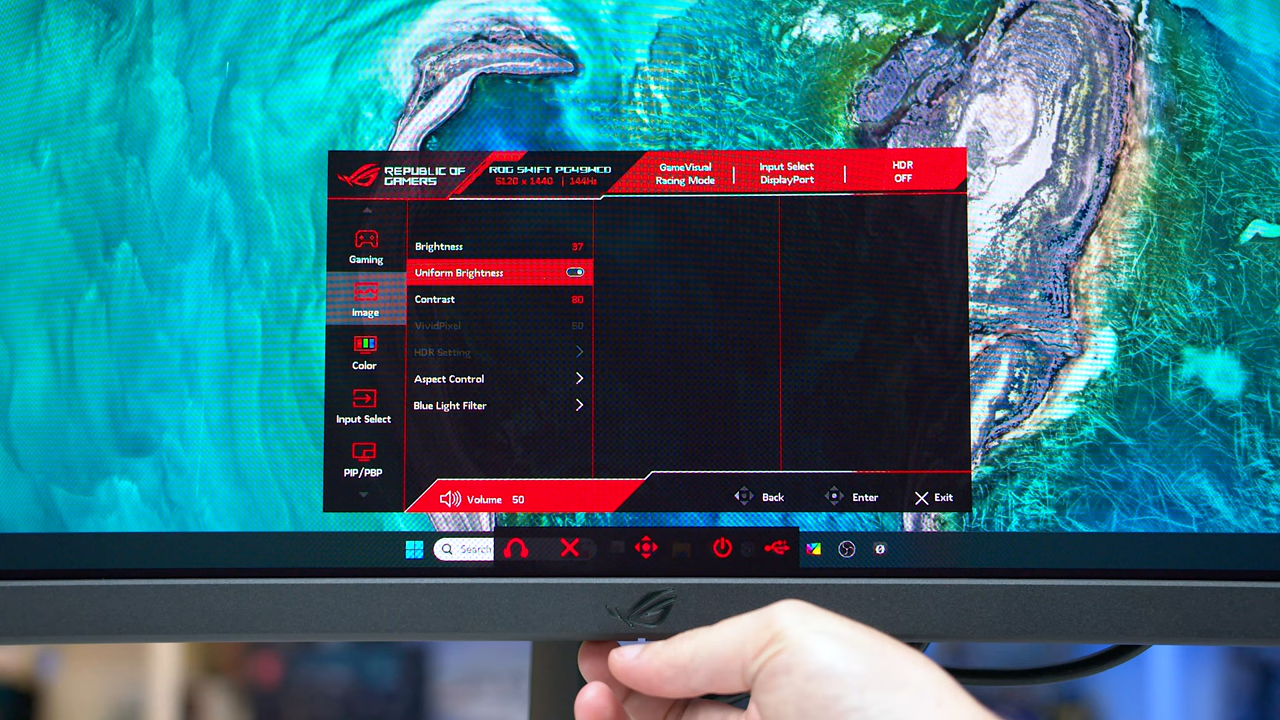 REPUBLIC OF
GAMERS
ROG SWIFT PG49WCD
5120 x 1440 | 144Hz
GameVisual
Racing Mode
Input Select
DisplayPort
HDR
OFF
Gaming
Image
Color
Input Select
PIP/PBP
Brightness 37
Uniform Brightness
Contrast 80
VividPixel 50
HDR Setting
Aspect Control
Blue Light Filter
Volume 50
Back
Enter
Exit
Search